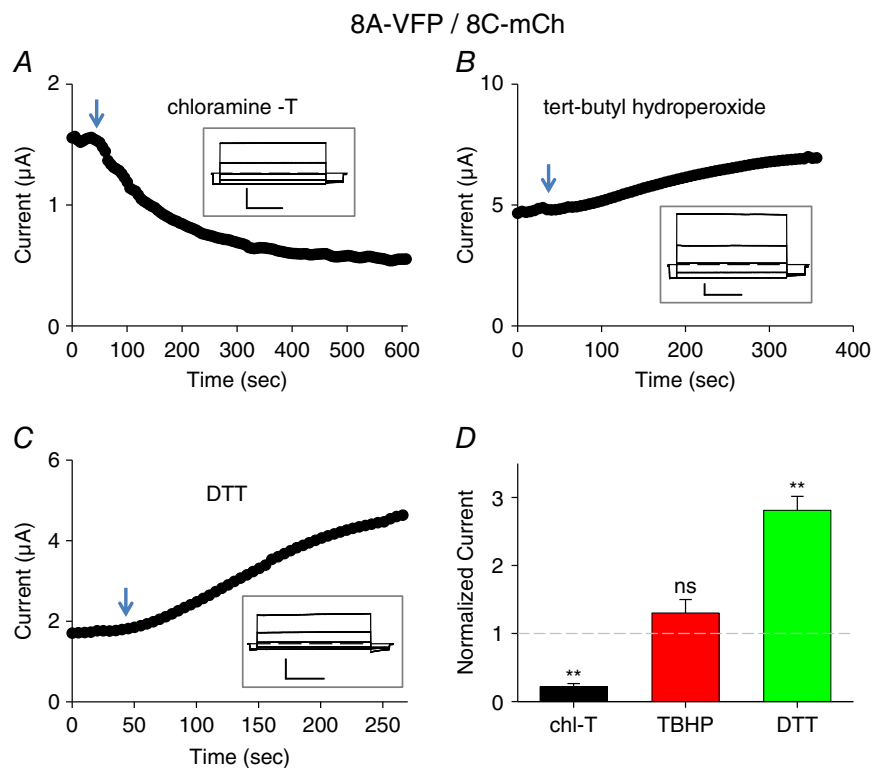 8A-VFP / 8C-mCh
A
chloramine -T
Current (µA)
2
1
0
0 100 200 300 400 500 600
Time (sec)
B
tert-butyl hydroperoxide
Current (µA)
10
5
0
0 100 200 300 400
Time (sec)
C
DTT
Current (µA)
6
4
2
0
0 50 100 150 200 250
Time (sec)
D
Normalized Current
3
2
1
0
**
ns
**
chl-T TBHP DTT